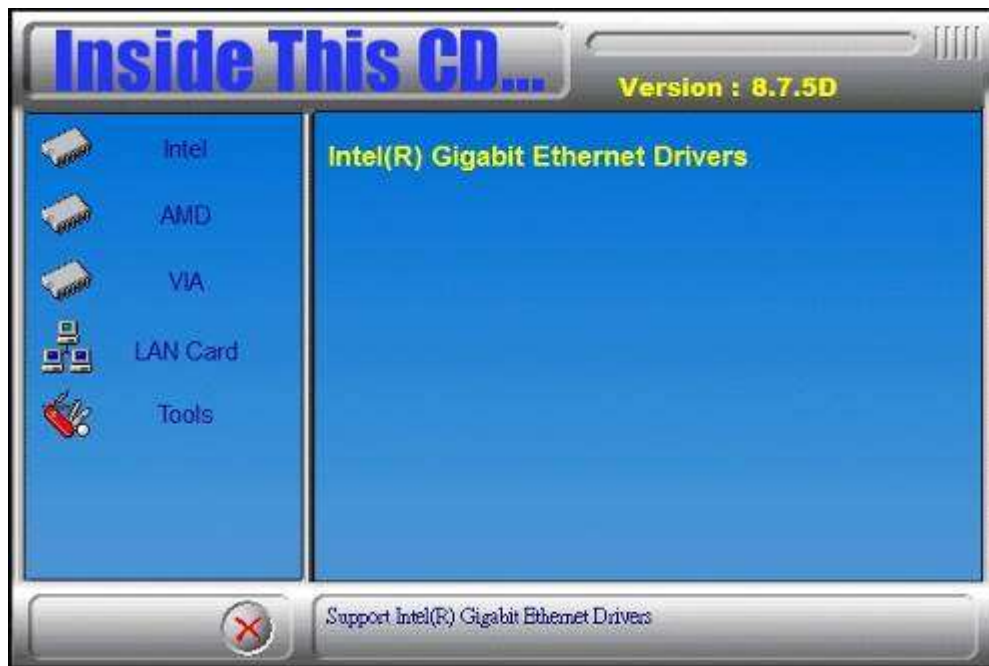 Inside This CD...
Version : 8.7.5D
Intel
AMD
VIA
LAN Card
Tools
Intel(R) Gigabit Ethernet Drivers
Support Intel(R) Gigabit Ethernet Drivers